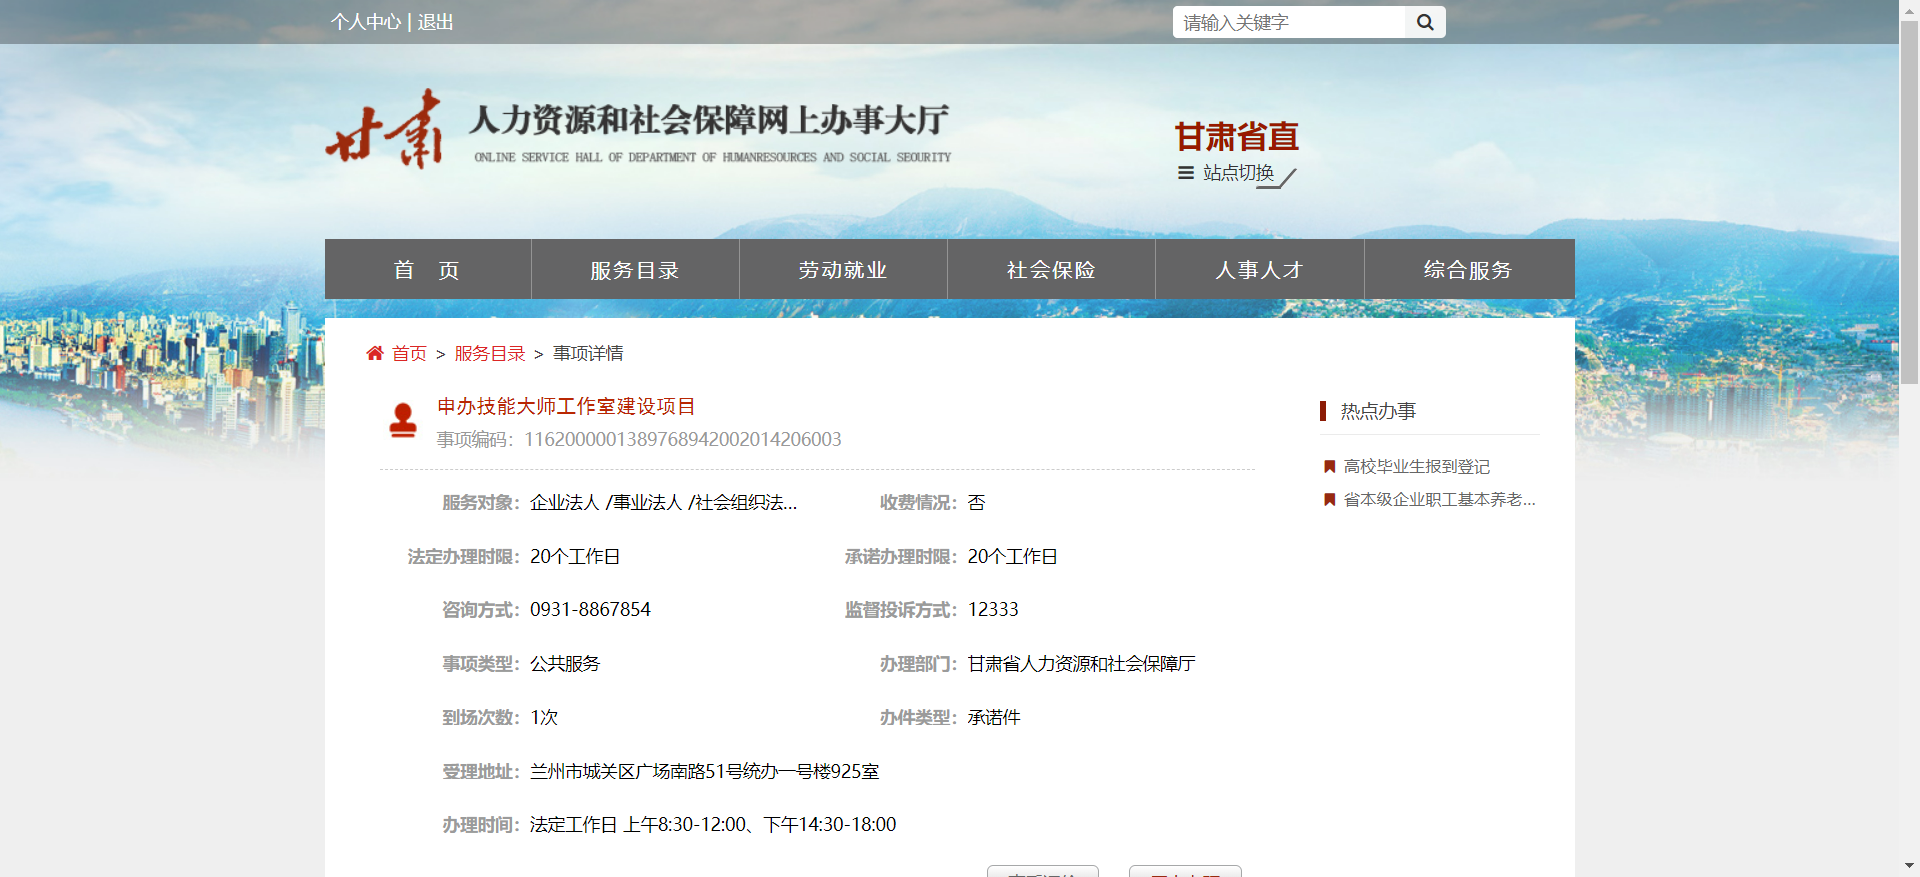 个人中心 | 退出
请输入关键字
甘肃 人力资源和社会保障网上办事大厅
ONLINE SERVICE HALL OF DEPARTMENT OF HUMANRESOURCES AND SOCIAL SEOURITY
甘肃省直
站点切换
首 页 服务目录 劳动就业 社会保险 人事人才 综合服务
首页 > 服务目录 > 事项详情
申办技能大师工作室建设项目
事项编码：1162000001389768942002014206003
热点办事
高校毕业生报到登记
省本级企业职工基本养老...
服务对象： 企业法人 /事业法人 /社会组织法... 收费情况： 否
法定办理时限： 20个工作日 承诺办理时限： 20个工作日
咨询方式： 0931-8867854 监督投诉方式： 12333
事项类型： 公共服务 办理部门： 甘肃省人力资源和社会保障厅
到场次数： 1次 办件类型： 承诺件
受理地址： 兰州市城关区广场南路51号统办一号楼925室
办理时间： 法定工作日 上午8:30-12:00、下午14:30-18:00